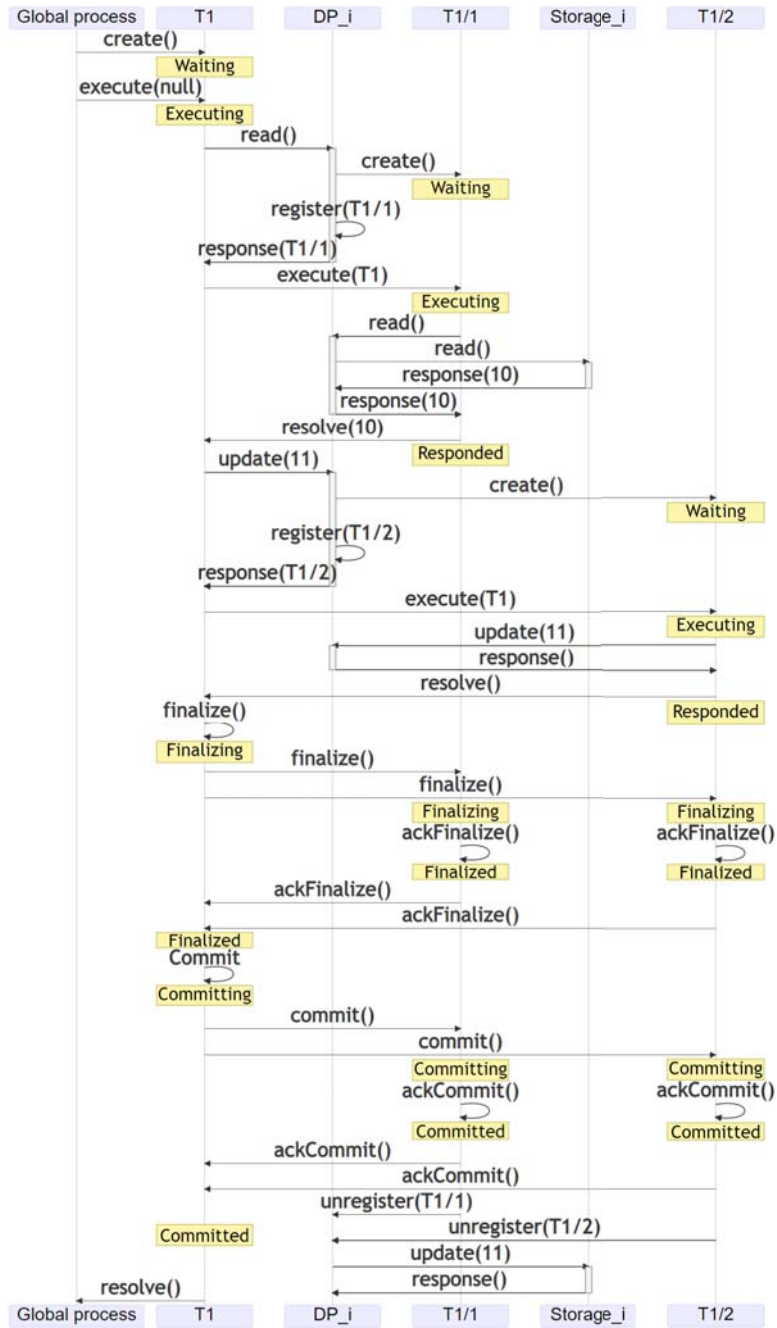 Global process T1 DP_i T1/1 Storage_i T1/2
create()
Waiting
execute(null)
Executing
read()
create()
Waiting
register(T1/1)
response(T1/1)
execute(T1)
Executing
read()
read()
response(10)
response(10)
resolve(10)
Responded
update(11)
create()
Waiting
register(T1/2)
response(T1/2)
execute(T1)
Executing
update(11)
response()
resolve()
finalize() Responded
Finalizing
finalize()
finalize()
Finalizing Finalizing
ackFinalize() ackFinalize()
Finalized Finalized
ackFinalize()
ackFinalize()
Finalized
Commit
Committing
commit()
commit()
Committing Committing
ackCommit() ackCommit()
Committed Committed
ackCommit()
ackCommit()
unregister(T1/1)
Committed unregister(T1/2)
update(11)
response()
resolve()
Global process T1 DP_i T1/1 Storage_i T1/2